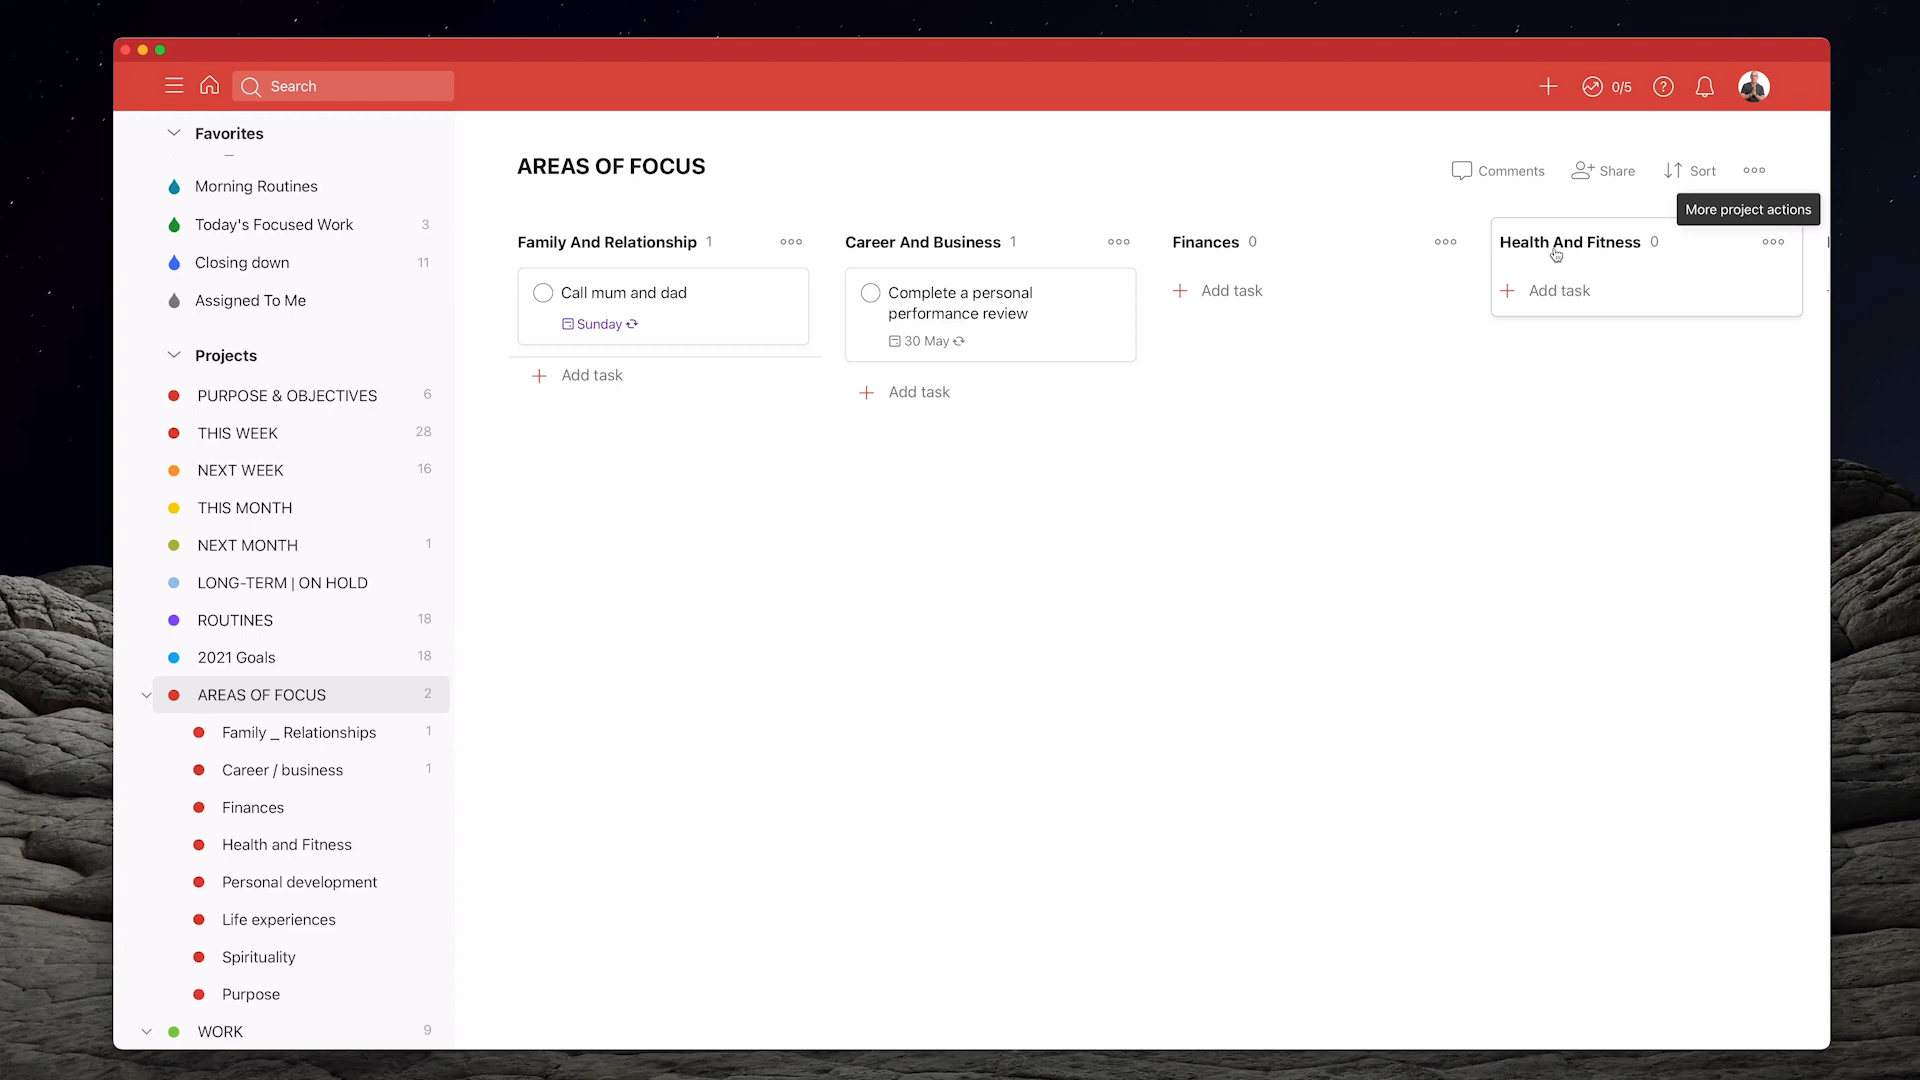 Search
0/5
Favorites
Morning Routines
Today's Focused Work 3
Closing down 11
Assigned To Me
Projects
PURPOSE & OBJECTIVES 6
THIS WEEK 28
NEXT WEEK 16
THIS MONTH
NEXT MONTH 1
LONG-TERM | ON HOLD
ROUTINES 18
2021 Goals 18
AREAS OF FOCUS 2
Family _ Relationships 1
Career / business 1
Finances
Health and Fitness
Personal development
Life experiences
Spirituality
Purpose
WORK 9
AREAS OF FOCUS
Comments
Share
Sort
More project actions
Family And Relationship 1
Call mum and dad
Sunday
Add task
Career And Business 1
Complete a personal
performance review
30 May
Add task
Finances 0
Add task
Health And Fitness 0
Add task